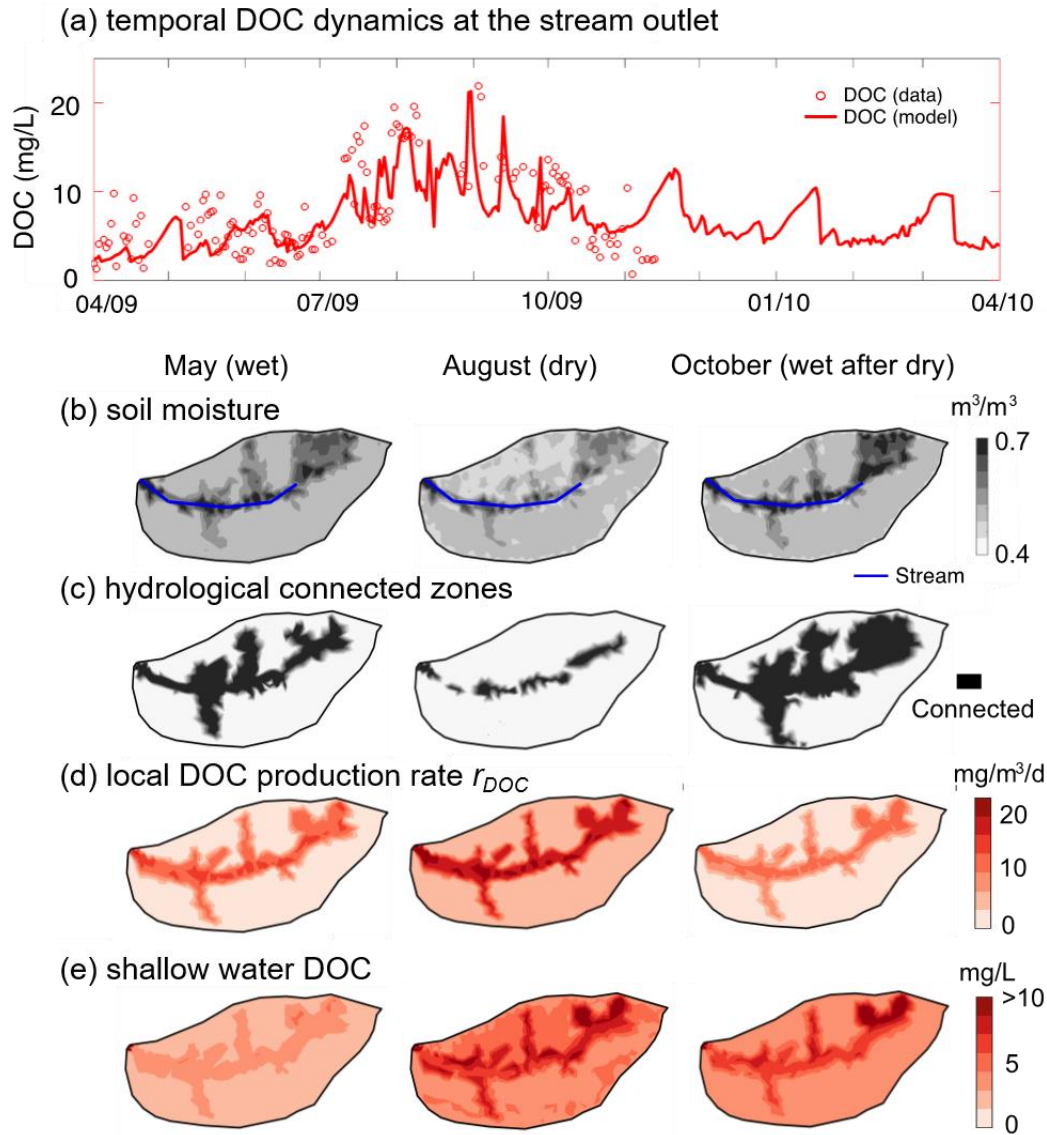 (a) temporal DOC dynamics at the stream outlet
DOC (mg/L)
20
10
0
DOC (data)
DOC (model)
04/09 07/09 10/09 01/10 04/10
May (wet) August (dry) October (wet after dry)
(b) soil moisture
m³/m³
0.7
0.4
Stream
(c) hydrological connected zones
Connected
(d) local DOC production rate r_DOC
mg/m³/d
20
10
0
(e) shallow water DOC
mg/L
>10
5
0